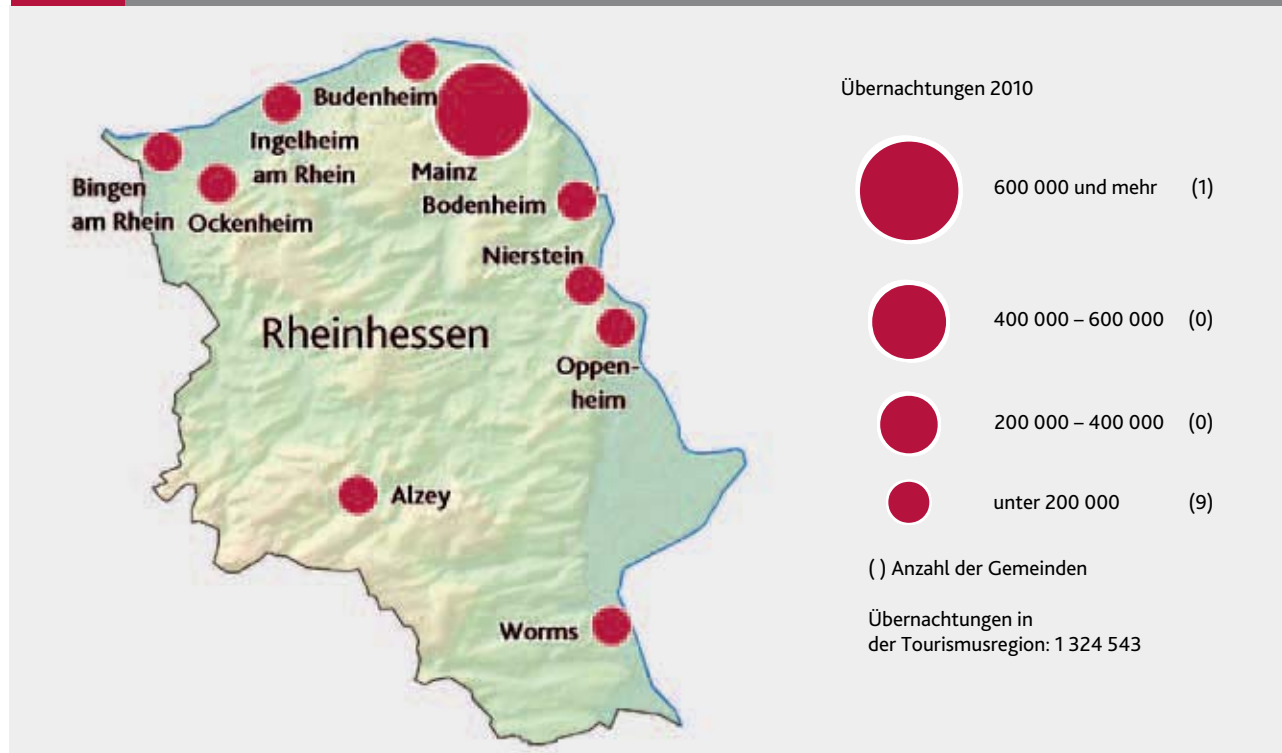 Budenheim
Ingelheim
am Rhein
Mainz
Bingen
am Rhein
Ockenheim
Bodenheim
Nierstein
Rheinhessen
Oppen-
heim
Alzey
Worms
Übernachtungen 2010
600 000 und mehr (1)
400 000 – 600 000 (0)
200 000 – 400 000 (0)
unter 200 000 (9)
( ) Anzahl der Gemeinden
Übernachtungen in
der Tourismusregion: 1 324 543